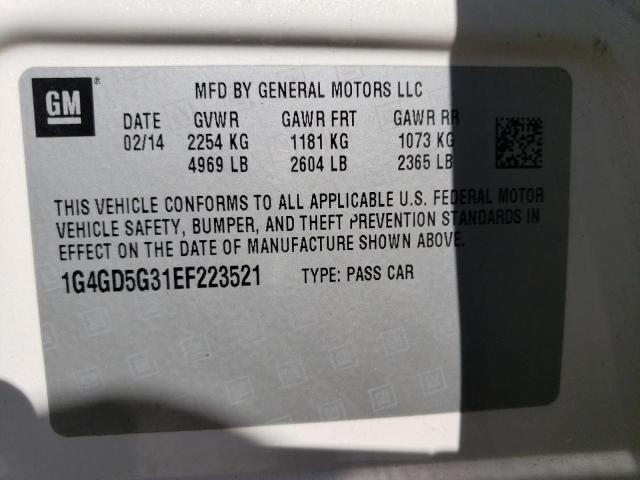 GM ®
MFD BY GENERAL MOTORS LLC
DATE GVWR GAWR FRT GAWR RR
02/14 2254 KG 1181 KG 1073 KG
4969 LB 2604 LB 2365 LB
THIS VEHICLE CONFORMS TO ALL APPLICABLE U.S. FEDERAL MOTOR
VEHICLE SAFETY, BUMPER, AND THEFT PREVENTION STANDARDS IN
EFFECT ON THE DATE OF MANUFACTURE SHOWN ABOVE.
1G4GD5G31EF223521 TYPE: PASS CAR